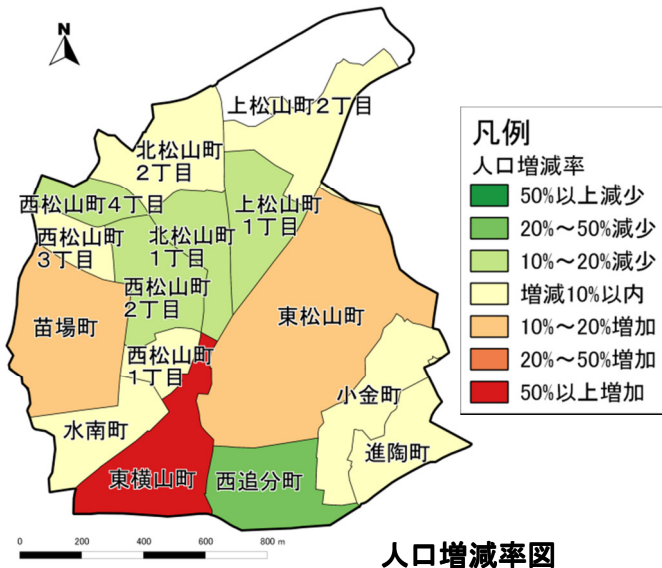 N
上松山町2丁目
北松山町
2丁目
西松山町4丁目
上松山町
1丁目
西松山町
3丁目
北松山町
1丁目
西松山町
2丁目
苗場町
東松山町
西松山町
1丁目
小金町
水南町
進陶町
東横山町
西追分町
凡例
人口増減率
50%以上減少
20%～50%減少
10%～20%減少
増減10%以内
10%～20%増加
20%～50%増加
50%以上増加
0 200 400 600 800 m
人口増減率図